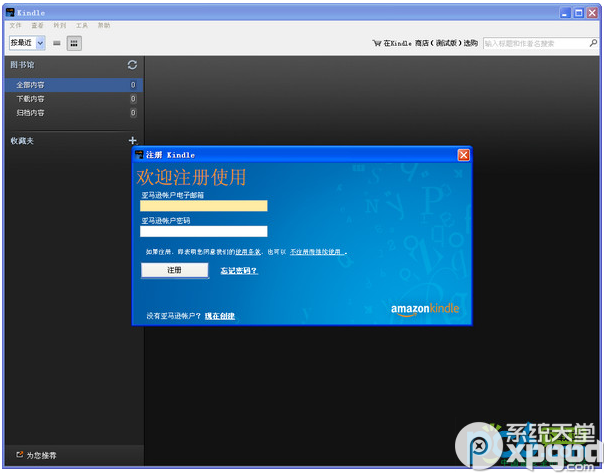 Kindle
文件 查看 转到 工具 帮助
按最近
在Kindle 商店(测试版)选购
输入标题和作者名搜索
图书馆
全部内容 0
下载内容 0
归档内容 0
收藏夹
注册 Kindle
欢迎注册使用
亚马逊帐户电子邮箱
亚马逊帐户密码
如果注册，即表明您同意我们的使用条款。也可以 不注册而继续使用 。
注册
忘记密码？
amazonkindle
没有亚马逊帐户？ 现在创建
为您推荐
系统天堂
xpgod.com